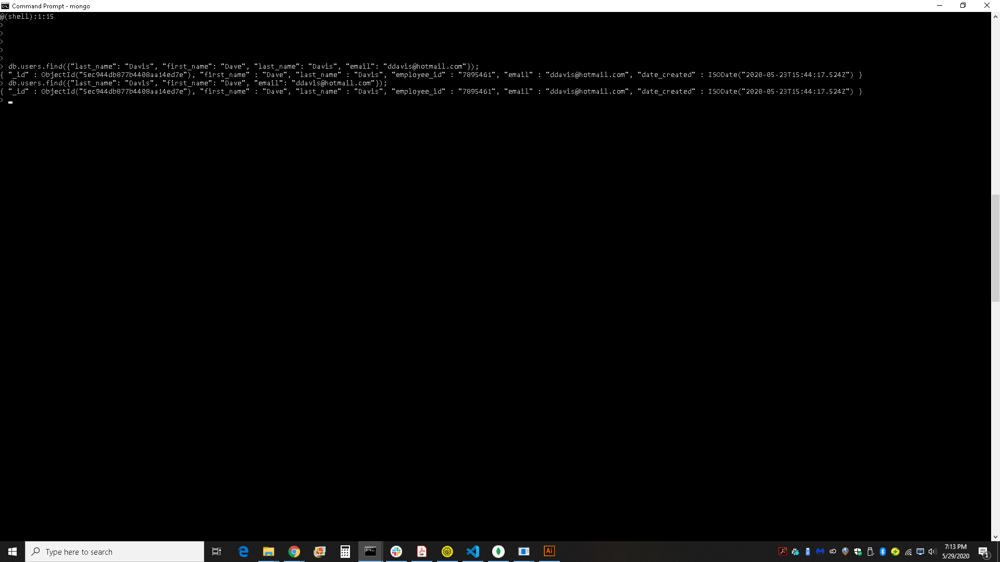 Command Prompt - mongo
@(shell):1:15
>
>
>
>
>
> db.users.find({"last_name": "Davis", "first_name": "Dave", "last_name": "Davis", "email": "ddavis@hotmail.com"});
{ "_id" : ObjectId("5ec944db877b4408aa14ed7e"), "first_name" : "Dave", "last_name" : "Davis", "employee_id" : "7895461", "email" : "ddavis@hotmail.com", "date_created" : ISODate("2020-05-23T15:44:17.524Z") }
> db.users.find({"last_name": "Davis", "first_name": "Dave", "email": "ddavis@hotmail.com"});
{ "_id" : ObjectId("5ec944db877b4408aa14ed7e"), "first_name" : "Dave", "last_name" : "Davis", "employee_id" : "7895461", "email" : "ddavis@hotmail.com", "date_created" : ISODate("2020-05-23T15:44:17.524Z") }
>
Type here to search
Ai
7:13 PM
5/29/2020
1